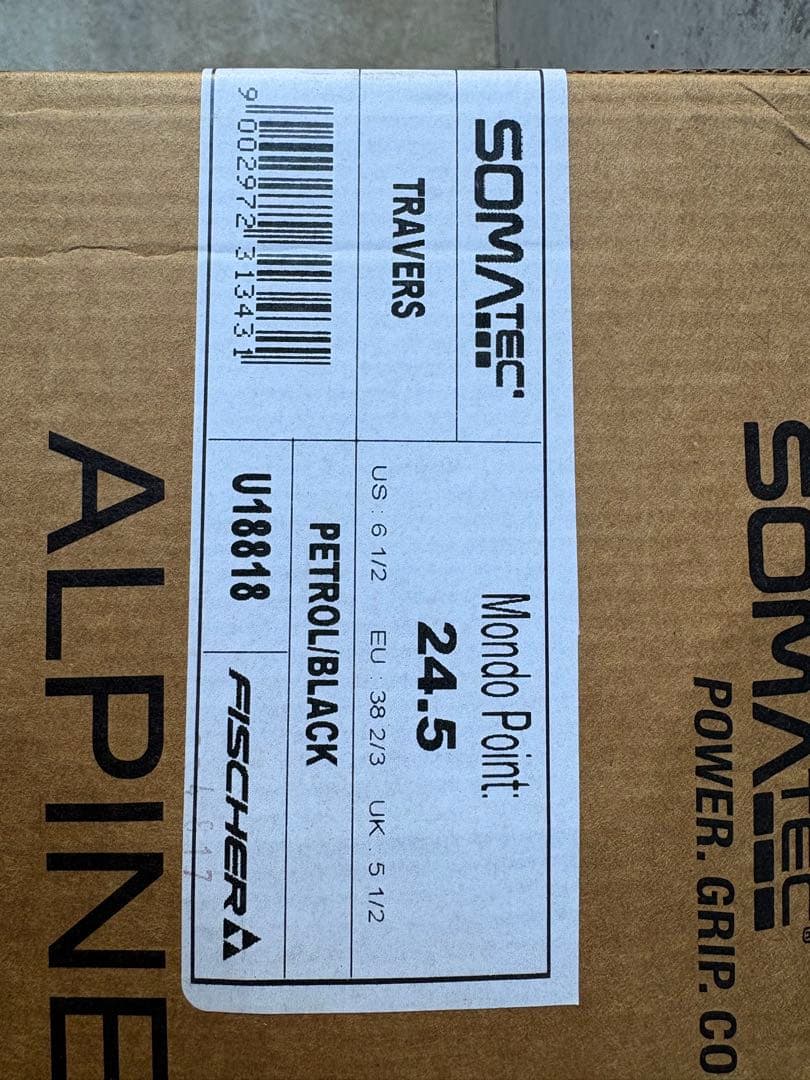 SOMATEC
POWER. GRIP. CO
SOMATEC
TRAVERS
9 002972 313431
Mondo Point:
24.5
US : 6 1/2 EU : 38 2/3 UK : 5 1/2
PETROL/BLACK
U18818
FISCHER
ALPINE